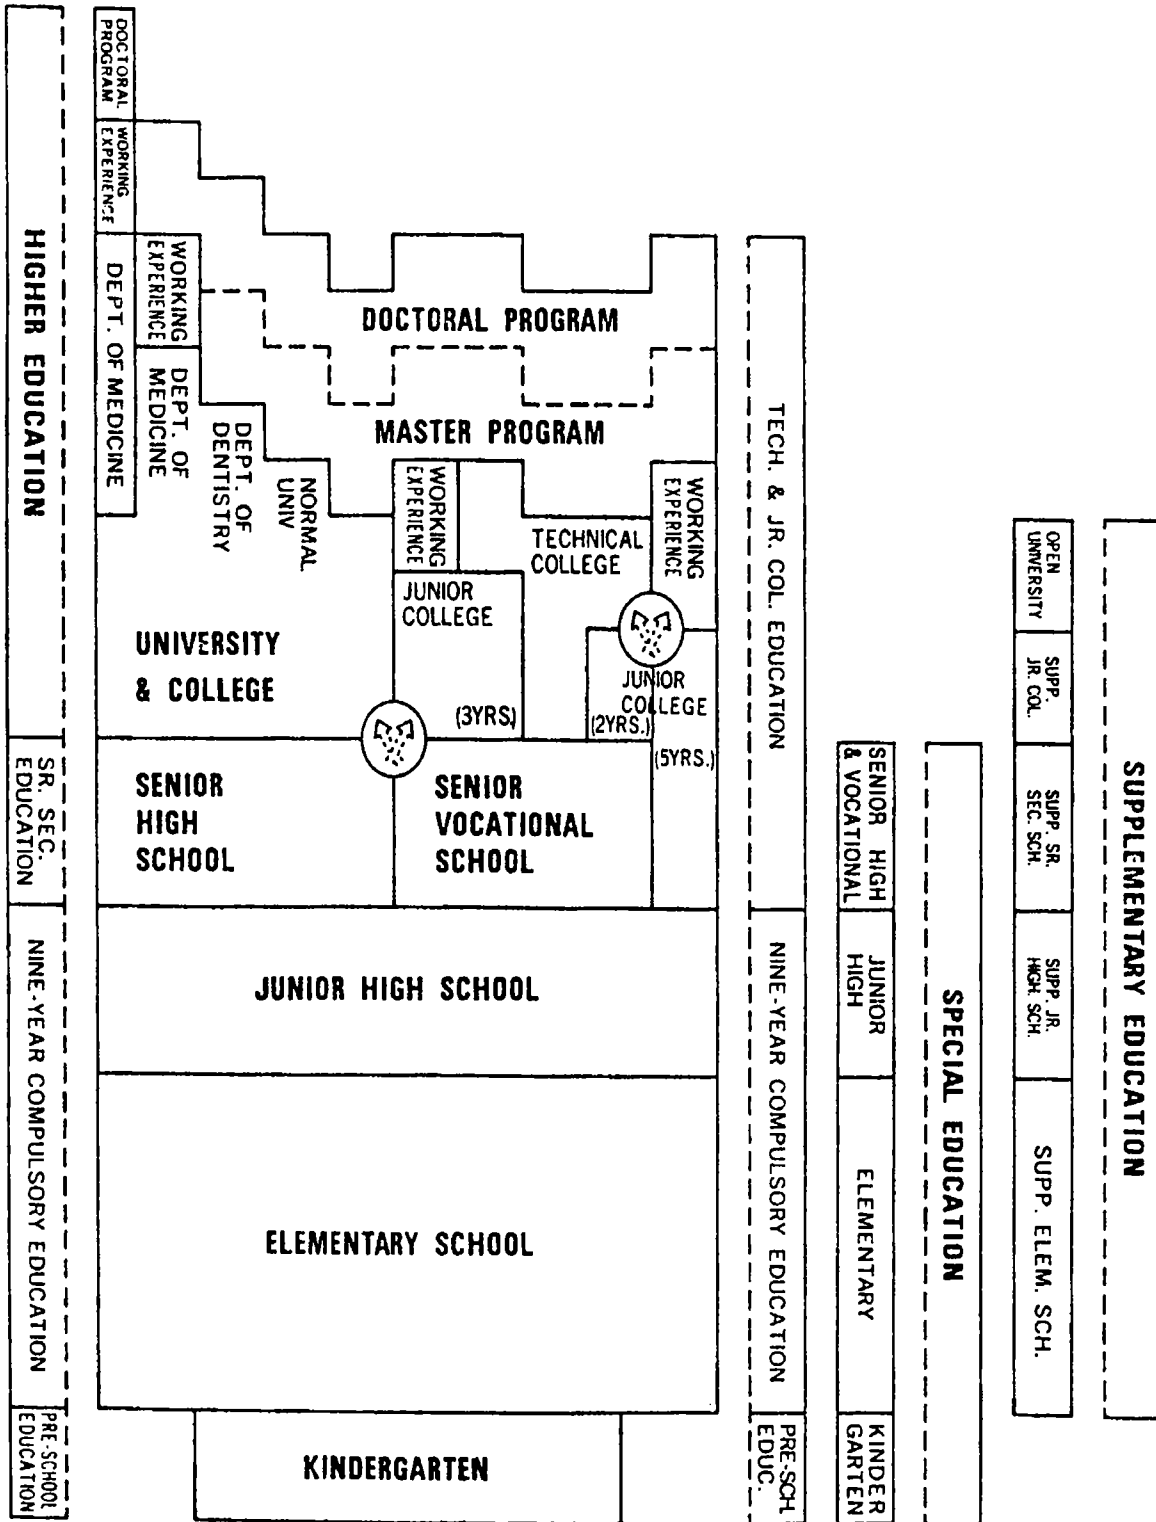 DOCTORAL
PROGRAM
WORKING
EXPERIENCE
DEPT. OF MEDICINE
WORKING
EXPERIENCE
DEPT. OF
MEDICINE
DEPT. OF
DENTISTRY
NORMAL
UNIV
HIGHER EDUCATION
SR. SEC.
EDUCATION
NINE-YEAR COMPULSORY EDUCATION
PRE-SCHOOL
EDUCATION
DOCTORAL PROGRAM
MASTER PROGRAM
WORKING
EXPERIENCE
TECHNICAL
COLLEGE
WORKING
EXPERIENCE
JUNIOR
COLLEGE
(3YRS.)
JUNIOR
COLLEGE
(2YRS.)
(5YRS.)
UNIVERSITY
& COLLEGE
SENIOR
HIGH
SCHOOL
SENIOR
VOCATIONAL
SCHOOL
JUNIOR HIGH SCHOOL
ELEMENTARY SCHOOL
KINDERGARTEN
TECH. & JR. COL. EDUCATION
NINE-YEAR COMPULSORY EDUCATION
PRE-SCH.
EDUC.
SENIOR HIGH
& VOCATIONAL
JUNIOR
HIGH
ELEMENTARY
KINDER
GARTEN
SPECIAL EDUCATION
OPEN
UNIVERSITY
SUPP.
JR. COL.
SUPP. SR.
SEC. SCH.
SUPP. JR.
HIGH. SCH.
SUPP. ELEM. SCH.
SUPPLEMENTARY EDUCATION